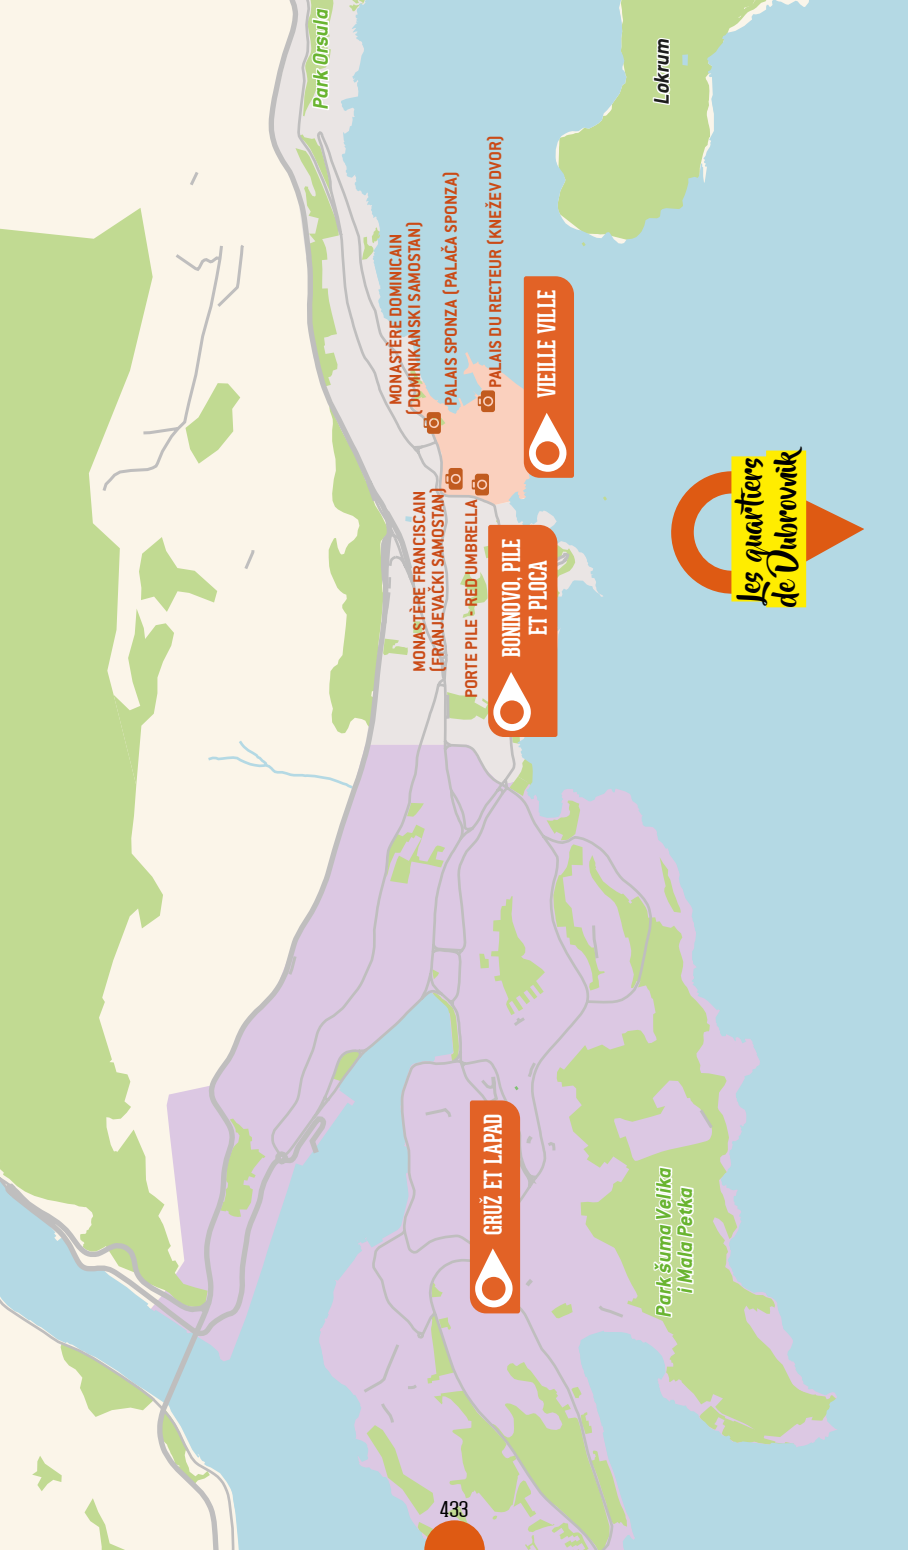 Les quartiers
de Dubrovnik
Park Orsula
Lokrum
MONASTÈRE DOMINICAIN
(DOMINIKANSKI SAMOSTAN)
PALAIS SPONZA (PALAČA SPONZA)
PALAIS DU RECTEUR (KNEŽEV DVOR)
VIEILLE VILLE
MONASTÈRE FRANCISCAIN
(FRANJEVAČKI SAMOSTAN)
PORTE PILE - RED UMBRELLA
BONINOVO, PILE
ET PLOCA
GRUŽ ET LAPAD
Park šuma Velika
i Mala Petka
433